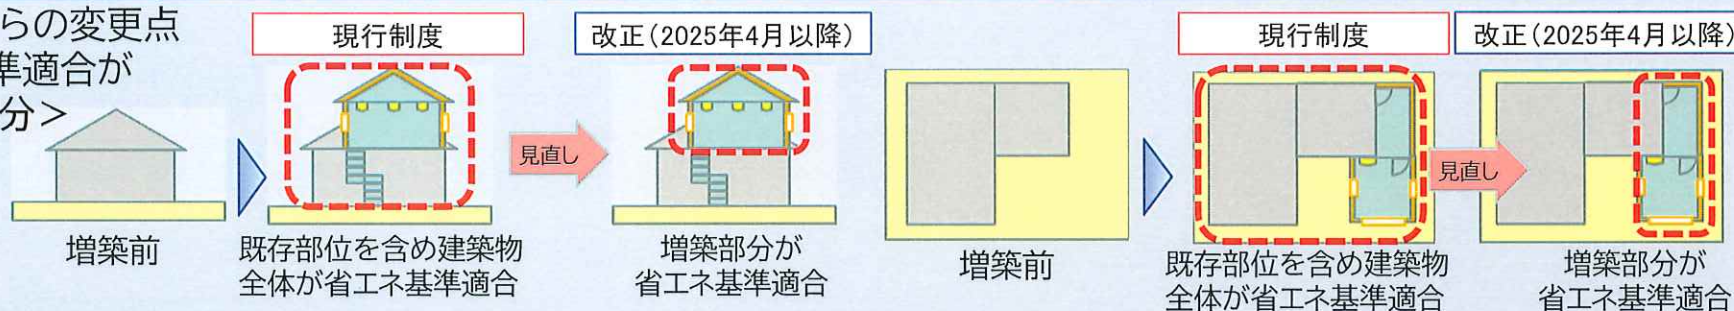 らの変更点
準適合が
分＞
現行制度
改正（2025年4月以降）
見直し
増築前
既存部位を含め建築物
全体が省エネ基準適合
増築部分が
省エネ基準適合
現行制度
改正（2025年4月以降）
見直し
増築前
既存部位を含め建築物
全体が省エネ基準適合
増築部分が
省エネ基準適合